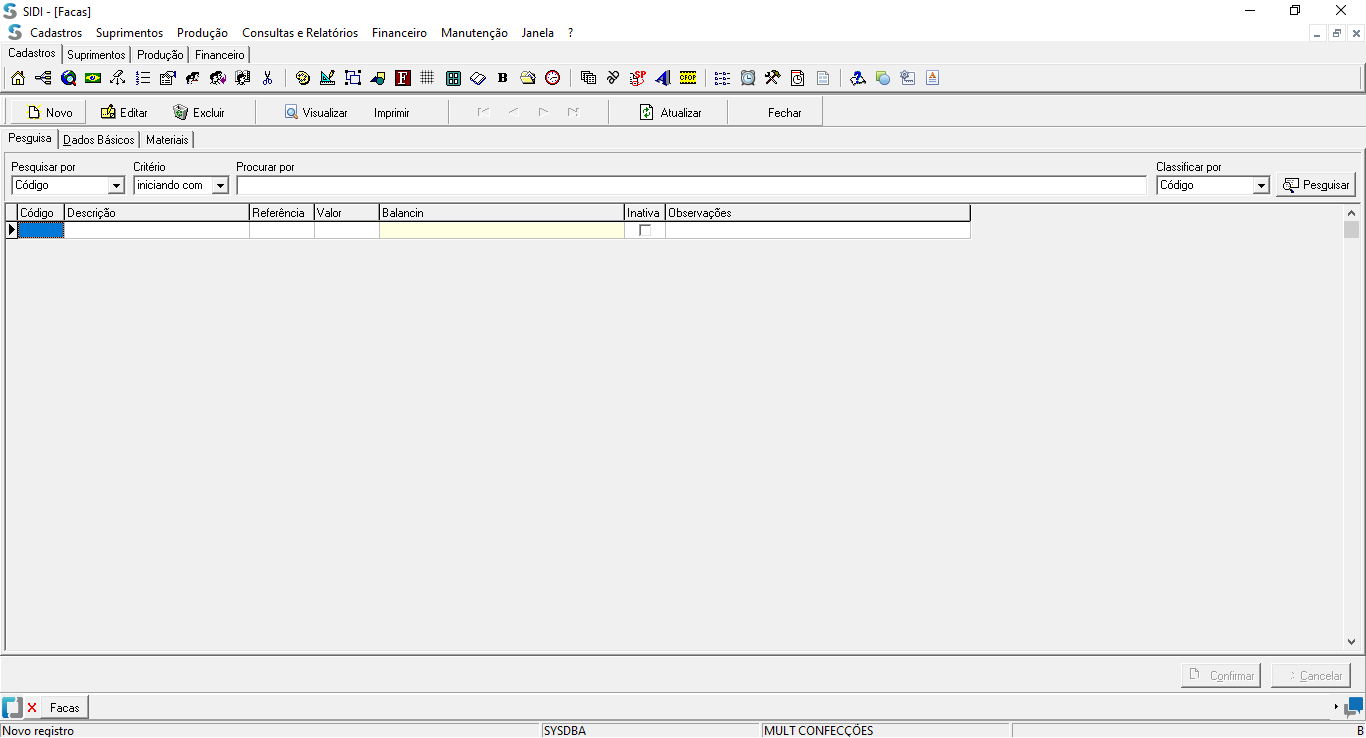 SIDI - [Facas]
Cadastros Suprimentos Produção Consultas e Relatórios Financeiro Manutenção Janela ?
Cadastros Suprimentos Produção Financeiro
F B SP CFOP A
Novo Editar Excluir Visualizar Imprimir Atualizar Fechar
Pesquisa Dados Básicos Materiais
Pesquisar por Critério Procurar por Classificar por
Código iniciando com Código Pesquisar
Código Descrição Referência Valor Balancin Inativa Observações
Confirmar Cancelar
Facas
Novo registro SYSDBA MULT CONFECÇÕES B